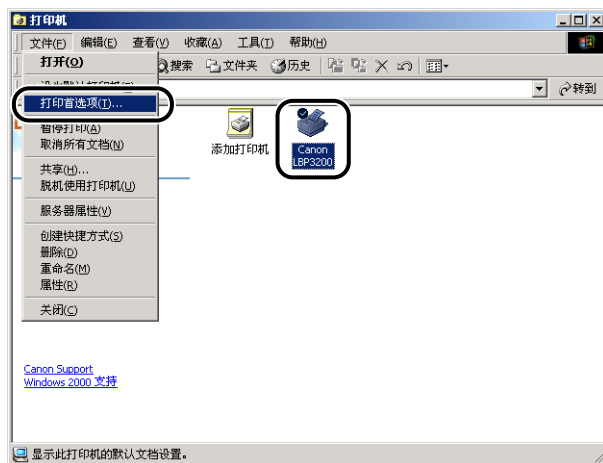 打印机
文件(F) 编辑(E) 查看(V) 收藏(A) 工具(T) 帮助(H)
打开(O)
搜索 文件夹 历史
转到
打印首选项(T)...
暂停打印(A)
取消所有文档(N)
共享(H)...
脱机使用打印机(U)
服务器属性(V)
创建快捷方式(S)
删除(D)
重命名(M)
属性(R)
关闭(C)
添加打印机
Canon
LBP3200
Canon Support
Windows 2000 支持
显示此打印机的默认文档设置。